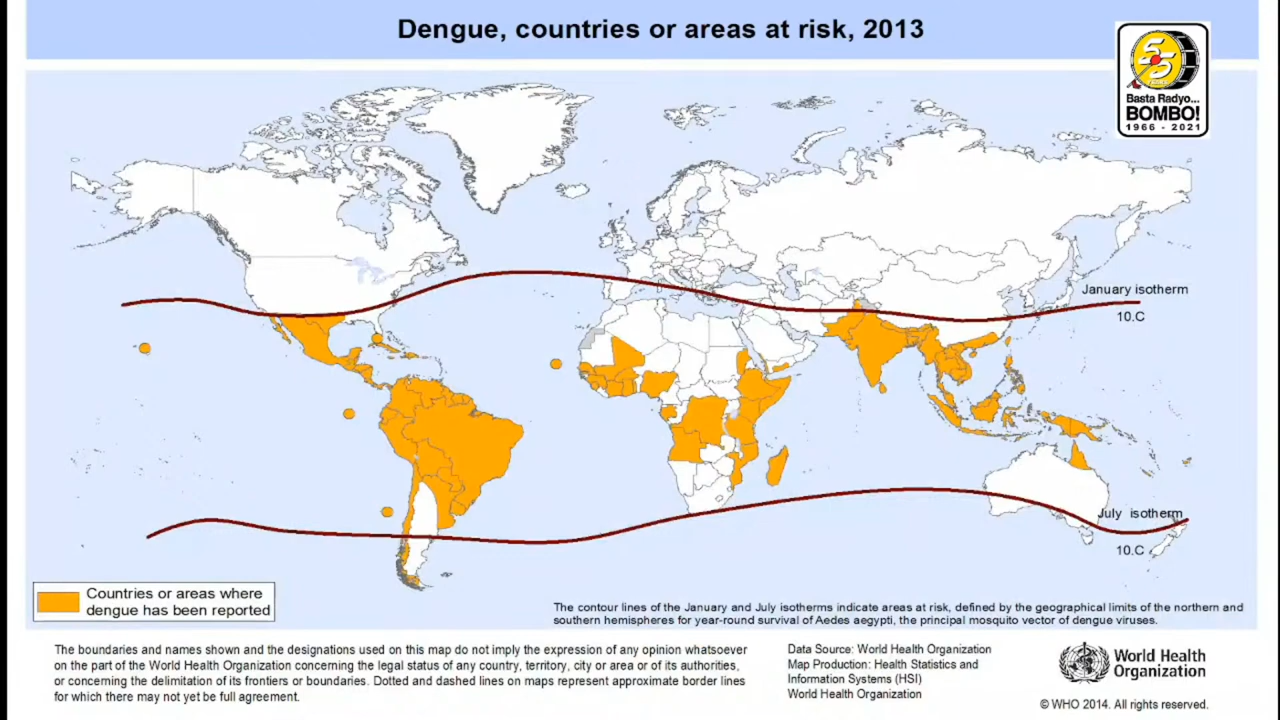 Dengue, countries or areas at risk, 2013
55
Basta Radyo...
BOMBO!
1966 - 2021
January isotherm
10.C
July isotherm
10.C
Countries or areas where
dengue has been reported
The contour lines of the January and July isotherms indicate areas at risk, defined by the geographical limits of the northern and
southern hemispheres for year-round survival of Aedes aegypti, the principal mosquito vector of dengue viruses.
The boundaries and names shown and the designations used on this map do not imply the expression of any opinion whatsoever
on the part of the World Health Organization concerning the legal status of any country, territory, city or area or of its authorities,
or concerning the delimitation of its frontiers or boundaries. Dotted and dashed lines on maps represent approximate border lines
for which there may not yet be full agreement.
Data Source: World Health Organization
Map Production: Health Statistics and
Information Systems (HSI)
World Health Organization
World Health
Organization
© WHO 2014. All rights reserved.